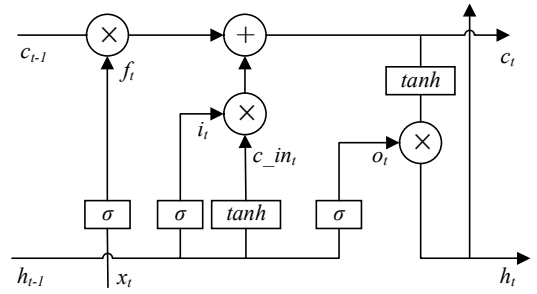 × +
c_{t-1} f_t c_t
tanh
i_t × ×
c_in_t o_t
σ σ tanh σ
h_{t-1} x_t h_t